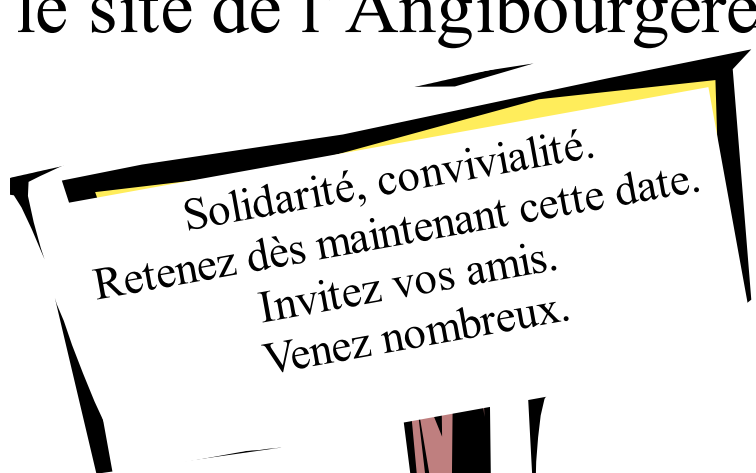 le site de l'Angibourgère
Solidarité, convivialité.
Retenez dès maintenant cette date.
Invitez vos amis.
Venez nombreux.